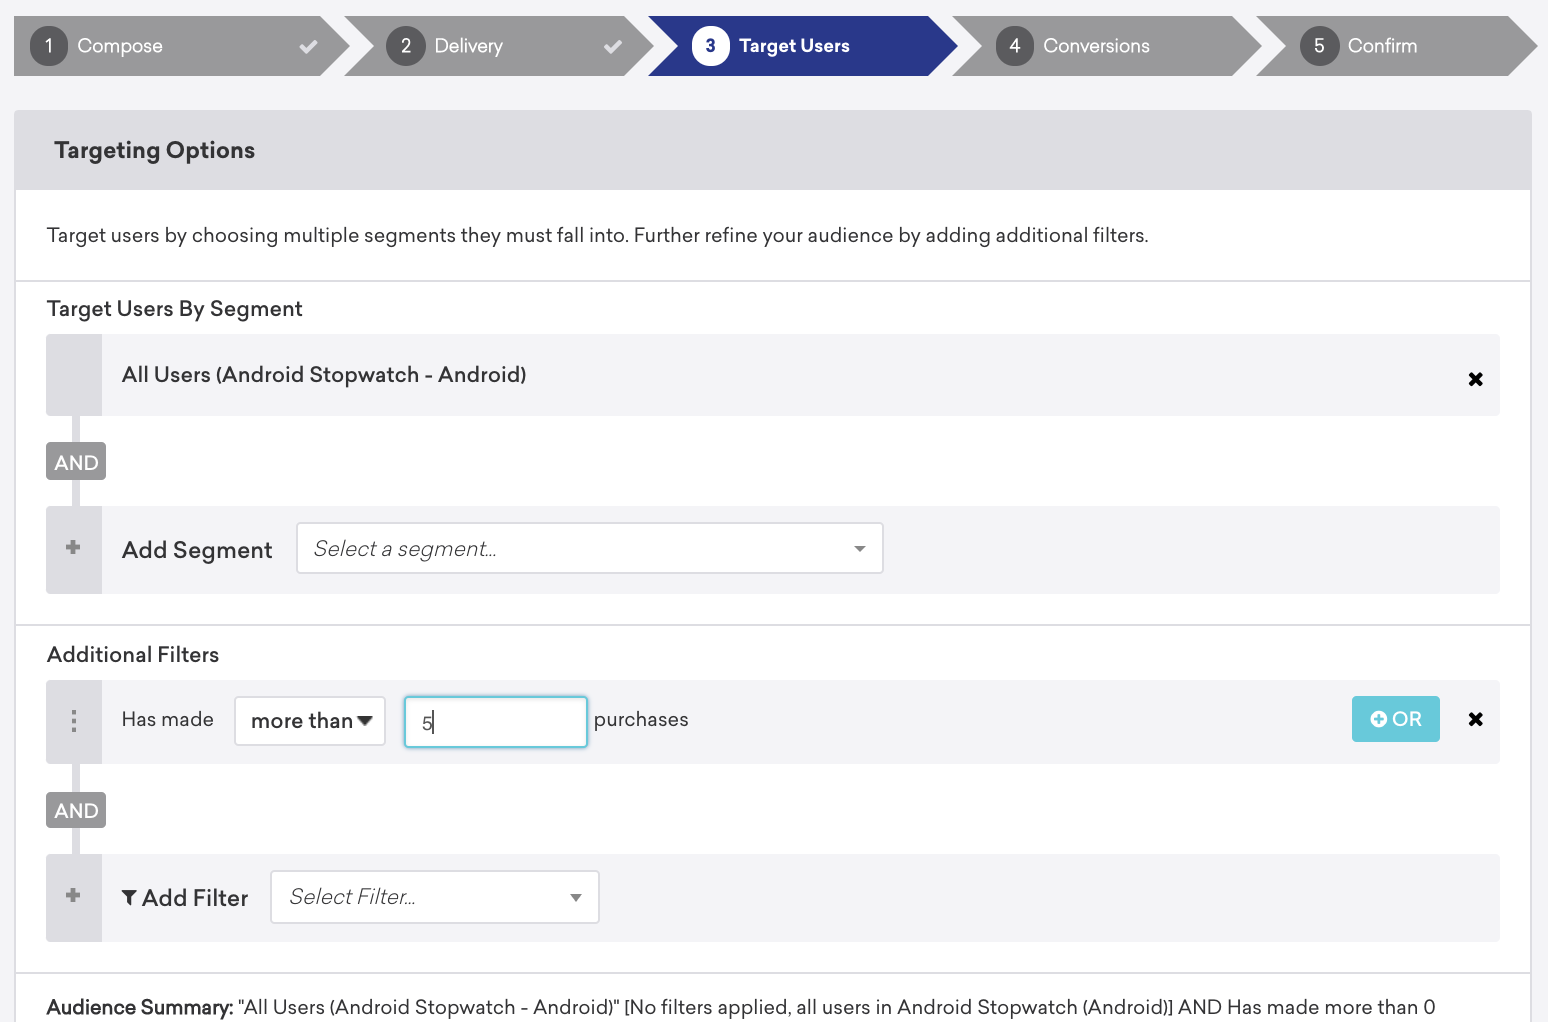 1 Compose
2 Delivery
3 Target Users
4 Conversions
5 Confirm
Targeting Options
Target users by choosing multiple segments they must fall into. Further refine your audience by adding additional filters.
Target Users By Segment
All Users (Android Stopwatch - Android)
AND
Add Segment Select a segment...
Additional Filters
Has made more than 5 purchases OR
AND
Add Filter Select Filter...
Audience Summary: "All Users (Android Stopwatch - Android)" [No filters applied, all users in Android Stopwatch (Android)] AND Has made more than 0